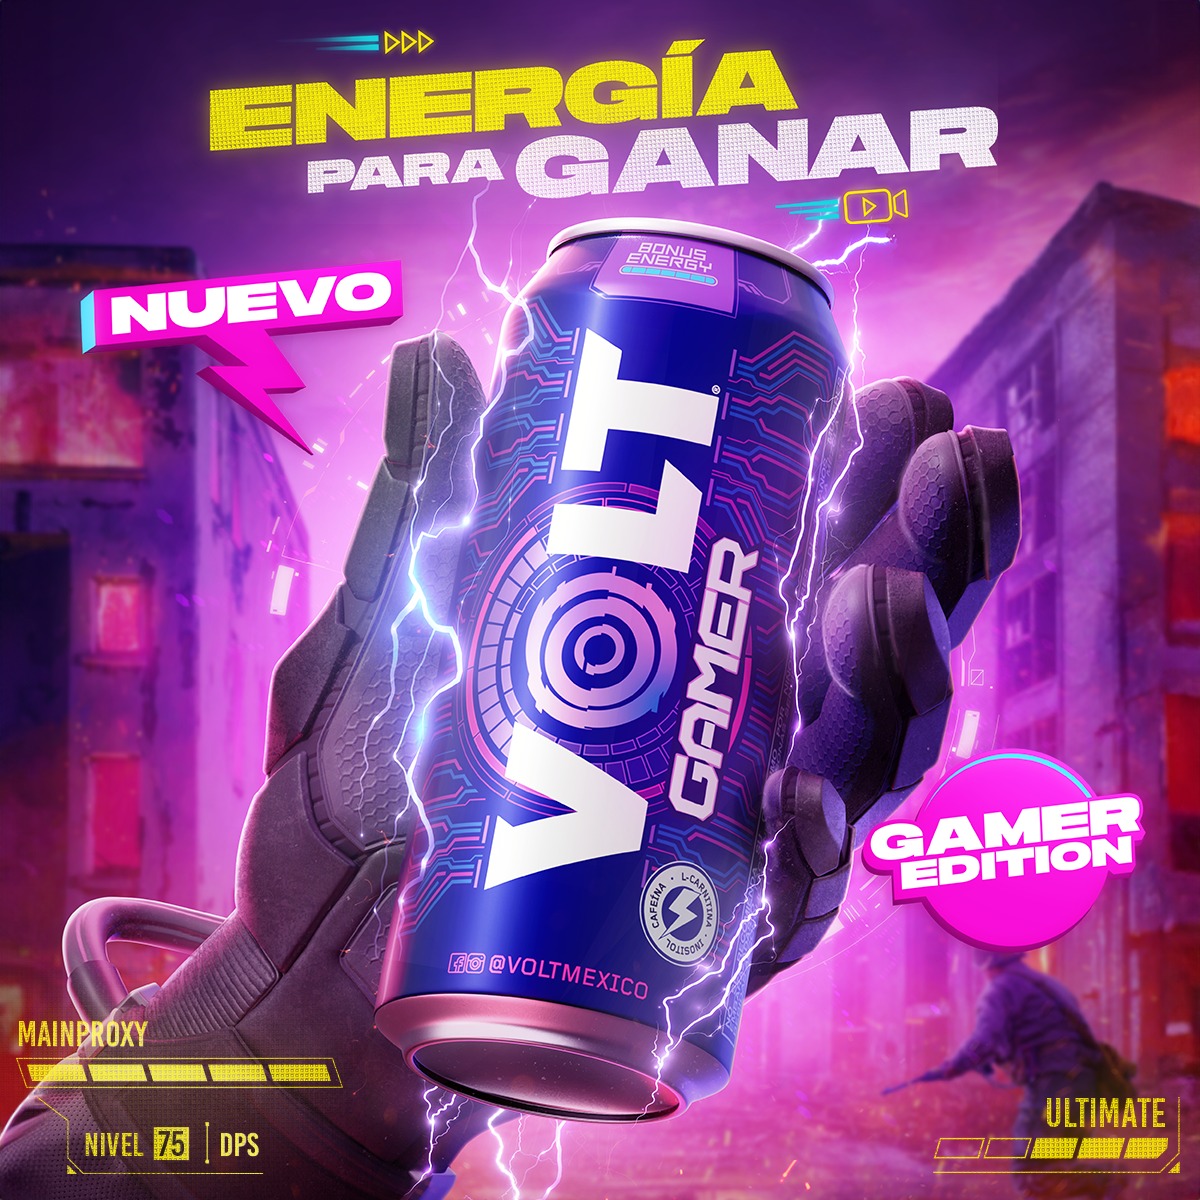 ENERGÍA
PARA GANAR
NUEVO
BONUS
ENERGY
VOLT®
GAMER
CAFEÍNA · L-CARNITINA · INOSITOL
@VOLTMEXICO
GAMER
EDITION
MAINPROXY
NIVEL 75 | DPS
ULTIMATE